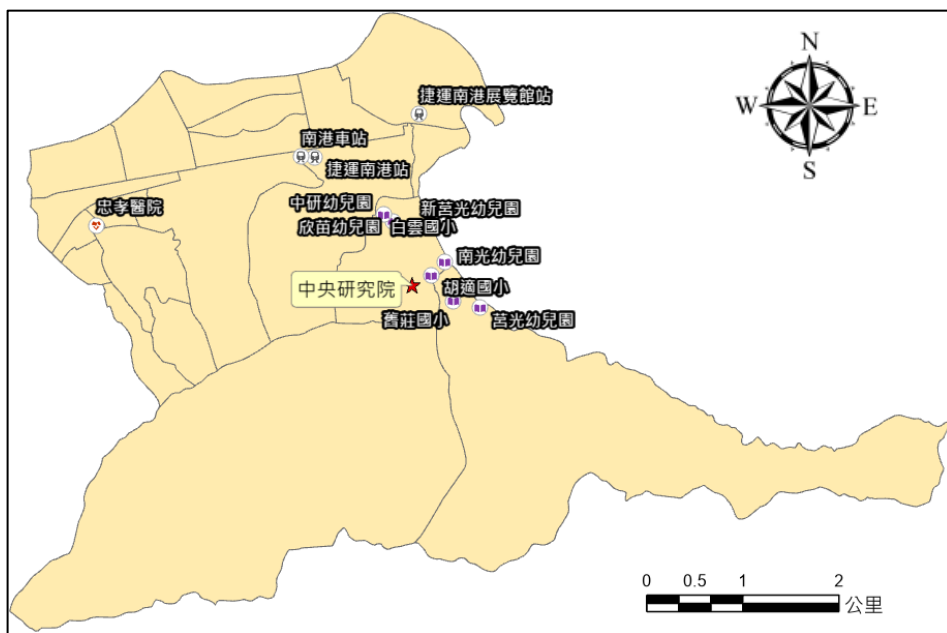 N
捷運南港展覽館站
W
E
南港車站
捷運南港站
S
忠孝醫院
中研幼兒園
新莒光幼兒園
欣苗幼兒園
白雲國小
南光幼兒園
中央研究院
胡適國小
舊莊國小
莒光幼兒園
0 0.5 1 2
公里